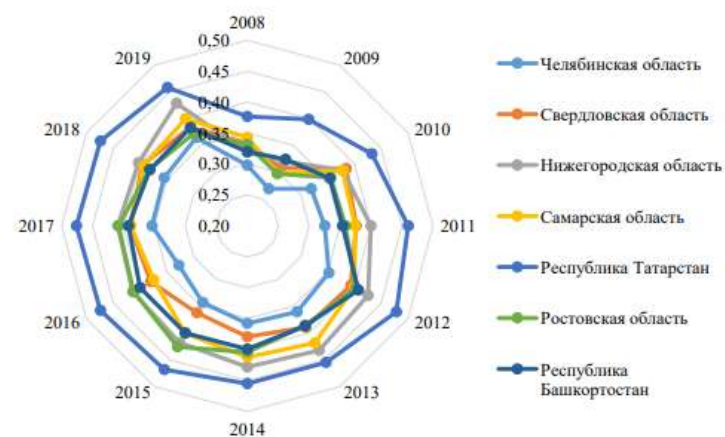 2008
2009
2010
2011
2012
2013
2014
2015
2016
2017
2018
2019
0,50
0,45
0,40
0,35
0,30
0,25
0,20
Челябинская область
Свердловская область
Нижегородская область
Самарская область
Республика Татарстан
Ростовская область
Республика
Башкортостан